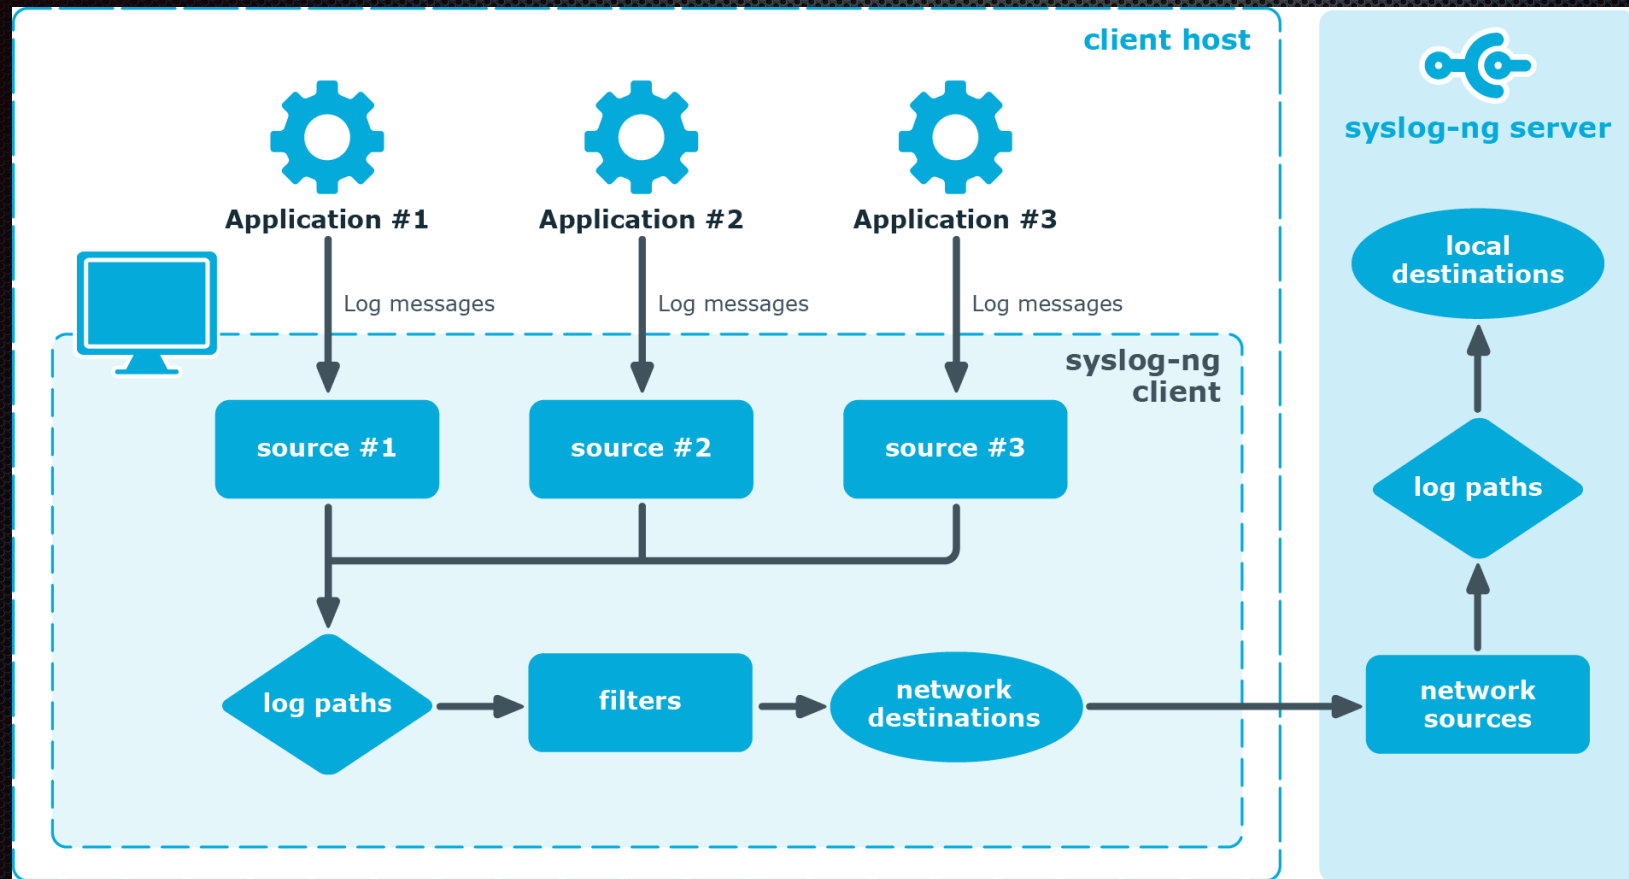 client host
syslog-ng server
Application #1
Application #2
Application #3
Log messages
Log messages
Log messages
local
destinations
syslog-ng
client
source #1
source #2
source #3
log paths
log paths
filters
network
destinations
network
sources